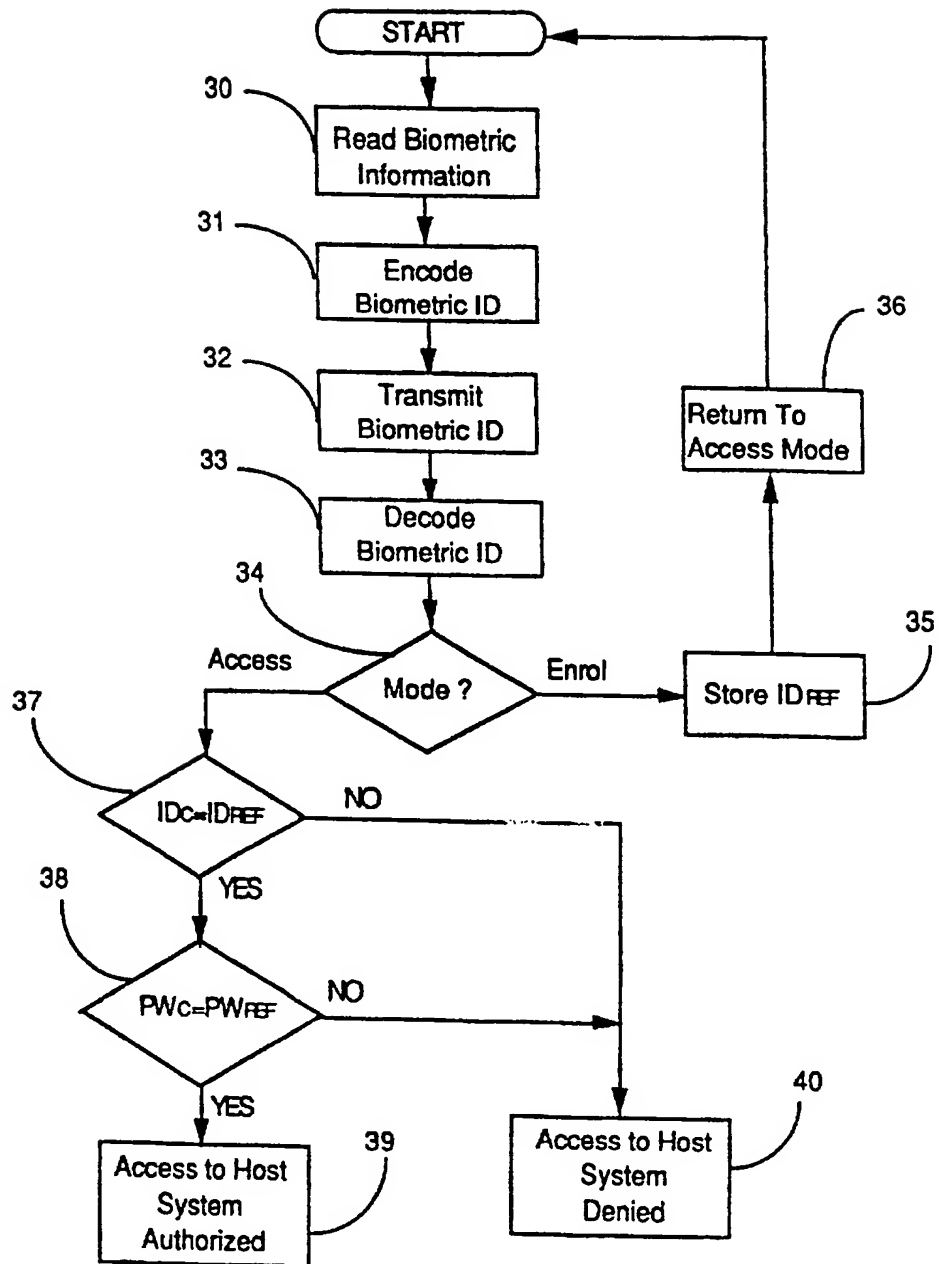 START
30
Read Biometric
Information
31
Encode
Biometric ID
32
Transmit
Biometric ID
36
Return To
Access Mode
33
Decode
Biometric ID
34
Access
Mode ?
Enrol
35
Store IDREF
37
IDC=IDREF
NO
YES
38
PWC=PWREF
NO
YES
39
Access to Host
System
Authorized
40
Access to Host
System
Denied